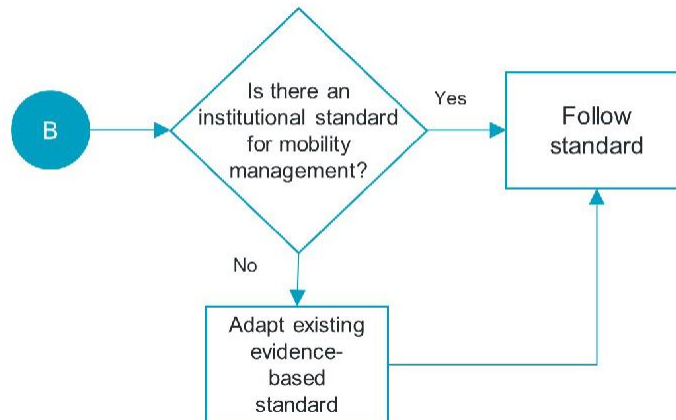 B
Is there an
institutional standard
for mobility
management?
Yes
Follow
standard
No
Adapt existing
evidence-
based
standard